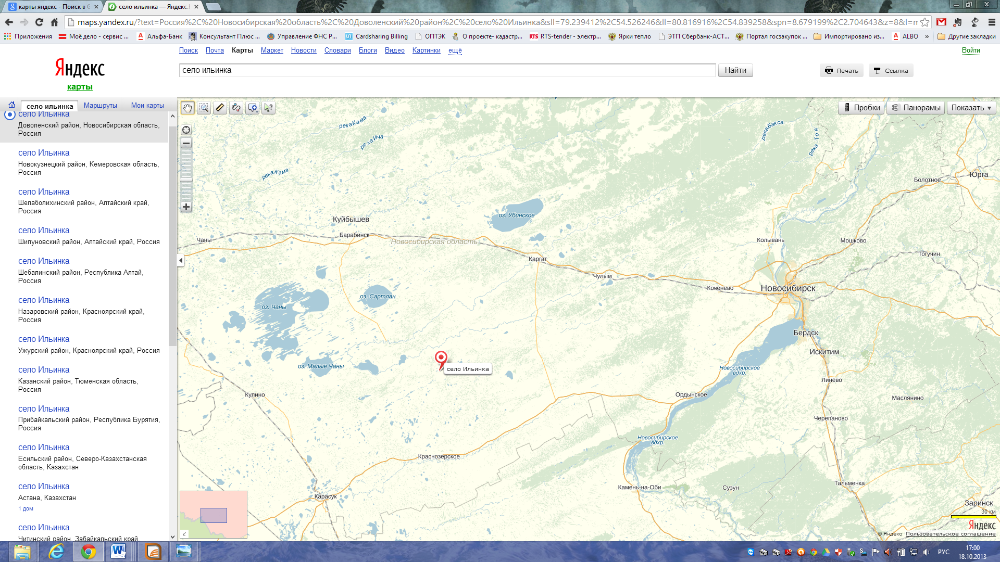 карты яндекс - Поиск в G
село ильинка — Яндекс.
maps.yandex.ru/?text=Россия%2C%20Новосибирская%20область%2C%20Доволенский%20район%2C%20село%20Ильинка&sll=79.239412%2C54.526246&ll=80.816916%2C54.839258&spn=8.679199%2C2.704643&z=8&l=m
Приложения
Моё дело - сервис ...
Альфа-Банк
Консультант Плюс ...
Управление ФНС Р...
Cardsharing Billing
ОПТЭК
О проекте- кадастр...
RTS-tender - электр...
Ярки тепло
ЭТП Сбербанк-АСТ...
Портал госзакупок ...
Импортировано из...
ALBO
»
Другие закладки
Поиск Почта Карты Маркет Новости Словари Блоги Видео Картинки ещё
Войти
Яндекс
карты
село ильинка
Найти
Печать
Ссылка
село ильинка Маршруты Мои карты
село Ильинка
Доволенский район, Новосибирская область,
Россия
село Ильинка
Новокузнецкий район, Кемеровская область,
Россия
село Ильинка
Шелаболихинский район, Алтайский край,
Россия
село Ильинка
Шипуновский район, Алтайский край, Россия
село Ильинка
Шебалинский район, Республика Алтай,
Россия
село Ильинка
Назаровский район, Красноярский край,
Россия
село Ильинка
Ужурский район, Красноярский край, Россия
село Ильинка
Казанский район, Тюменская область,
Россия
село Ильинка
Прибайкальский район, Республика Бурятия,
Россия
село Ильинка
Есильский район, Северо-Казахстанская
область, Казахстан
село Ильинка
Астана, Казахстан
1 дом
село Ильинка
Читинский район, Забайкальский край,
Пробки
Панорамы
Показать
река Кама
река Ича
река Кама
река Бакса
река Тоя
Юрга
Болотное
оз. Убинское
Куйбышев
Барабинск
Чаны
Новосибирская область
Колывань
Мошково
Тогучин
Каргат
Чулым
Коченево
Новосибирск
оз. Сартлан
оз. Чаны
Бердск
Искитим
село Ильинка
оз. Малые Чаны
Новосибирское
вдхр.
Линёво
Купино
Ордынское
Маслянино
Черепаново
Новосибирское
вдхр.
Краснозерское
Камень-на-Оби
Сузун
Тальменка
Карасук
Заринск
30 км
Яндекс
© Яндекс Пользовательское соглашение
РУС
17:00
18.10.2013